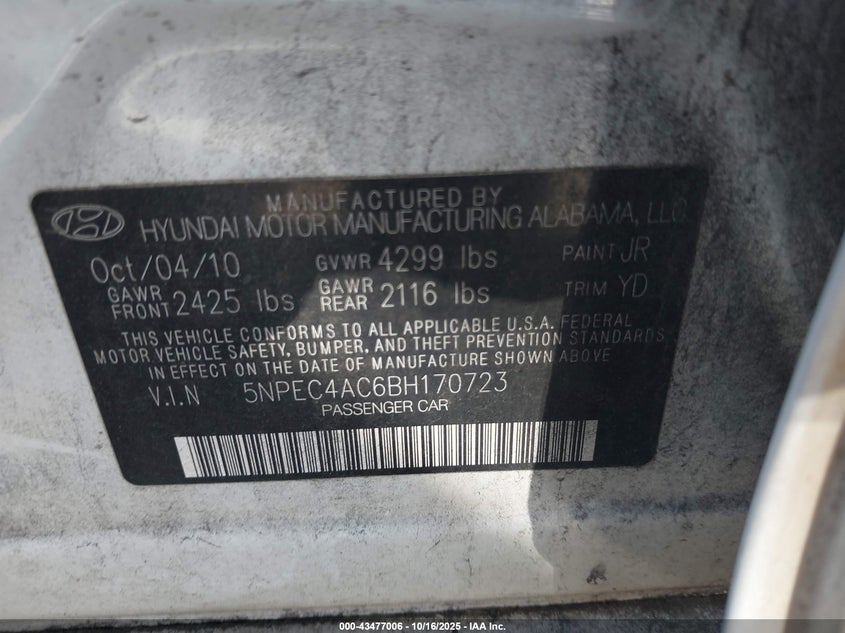 MANUFACTURED BY
HYUNDAI MOTOR MANUFACTURING ALABAMA, LLC
Oct/04/10 GVWR 4299 lbs PAINT JR
GAWR FRONT 2425 lbs GAWR REAR 2116 lbs TRIM YD
THIS VEHICLE CONFORMS TO ALL APPLICABLE U.S.A. FEDERAL
MOTOR VEHICLE SAFETY, BUMPER, AND THEFT PREVENTION STANDARDS
IN EFFECT ON THE DATE OF MANUFACTURE SHOWN ABOVE
V.I.N 5NPEC4AC6BH170723
PASSENGER CAR
000-43477006 - 10/16/2025 - IAA Inc.